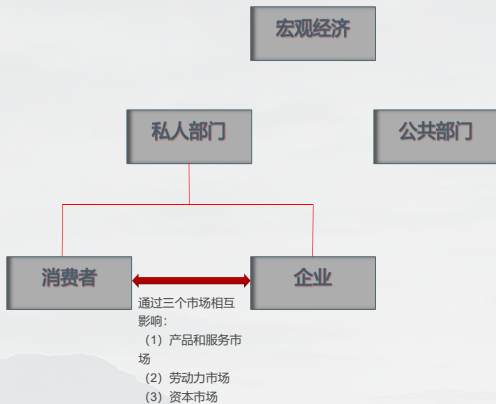 宏观经济
私人部门
公共部门
消费者
企业
通过三个市场相互
影响：
（1）产品和服务市
场
（2）劳动力市场
（3）资本市场